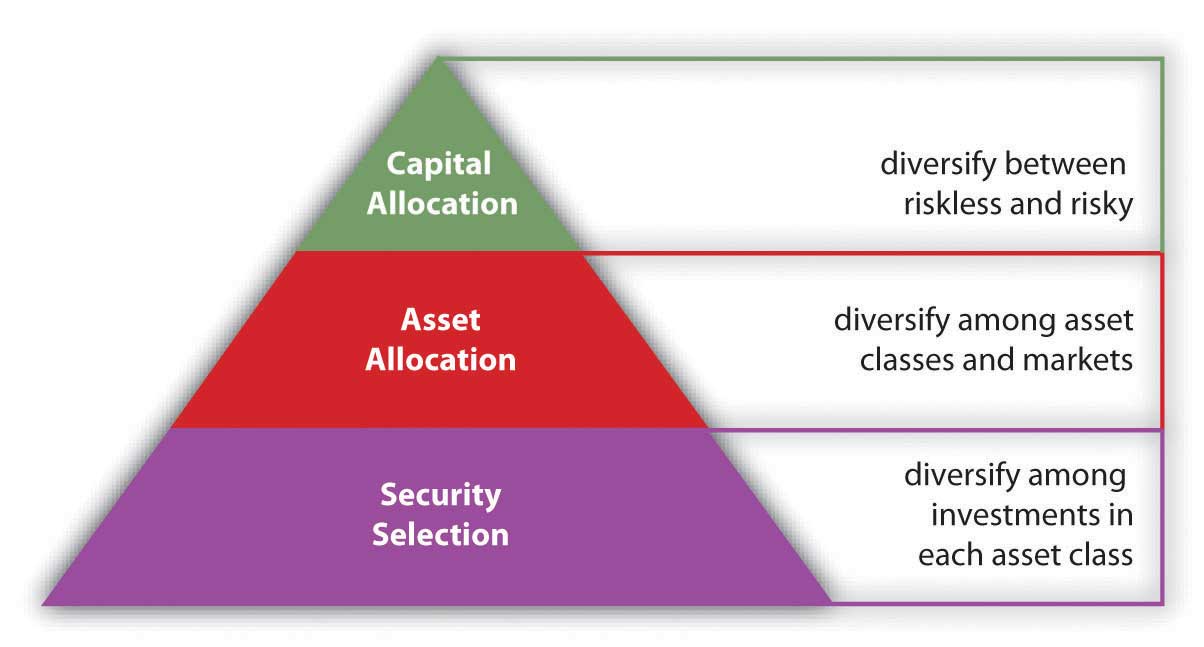 Capital
Allocation
diversify between
riskless and risky
Asset
Allocation
diversify among asset
classes and markets
Security
Selection
diversify among
investments in
each asset class